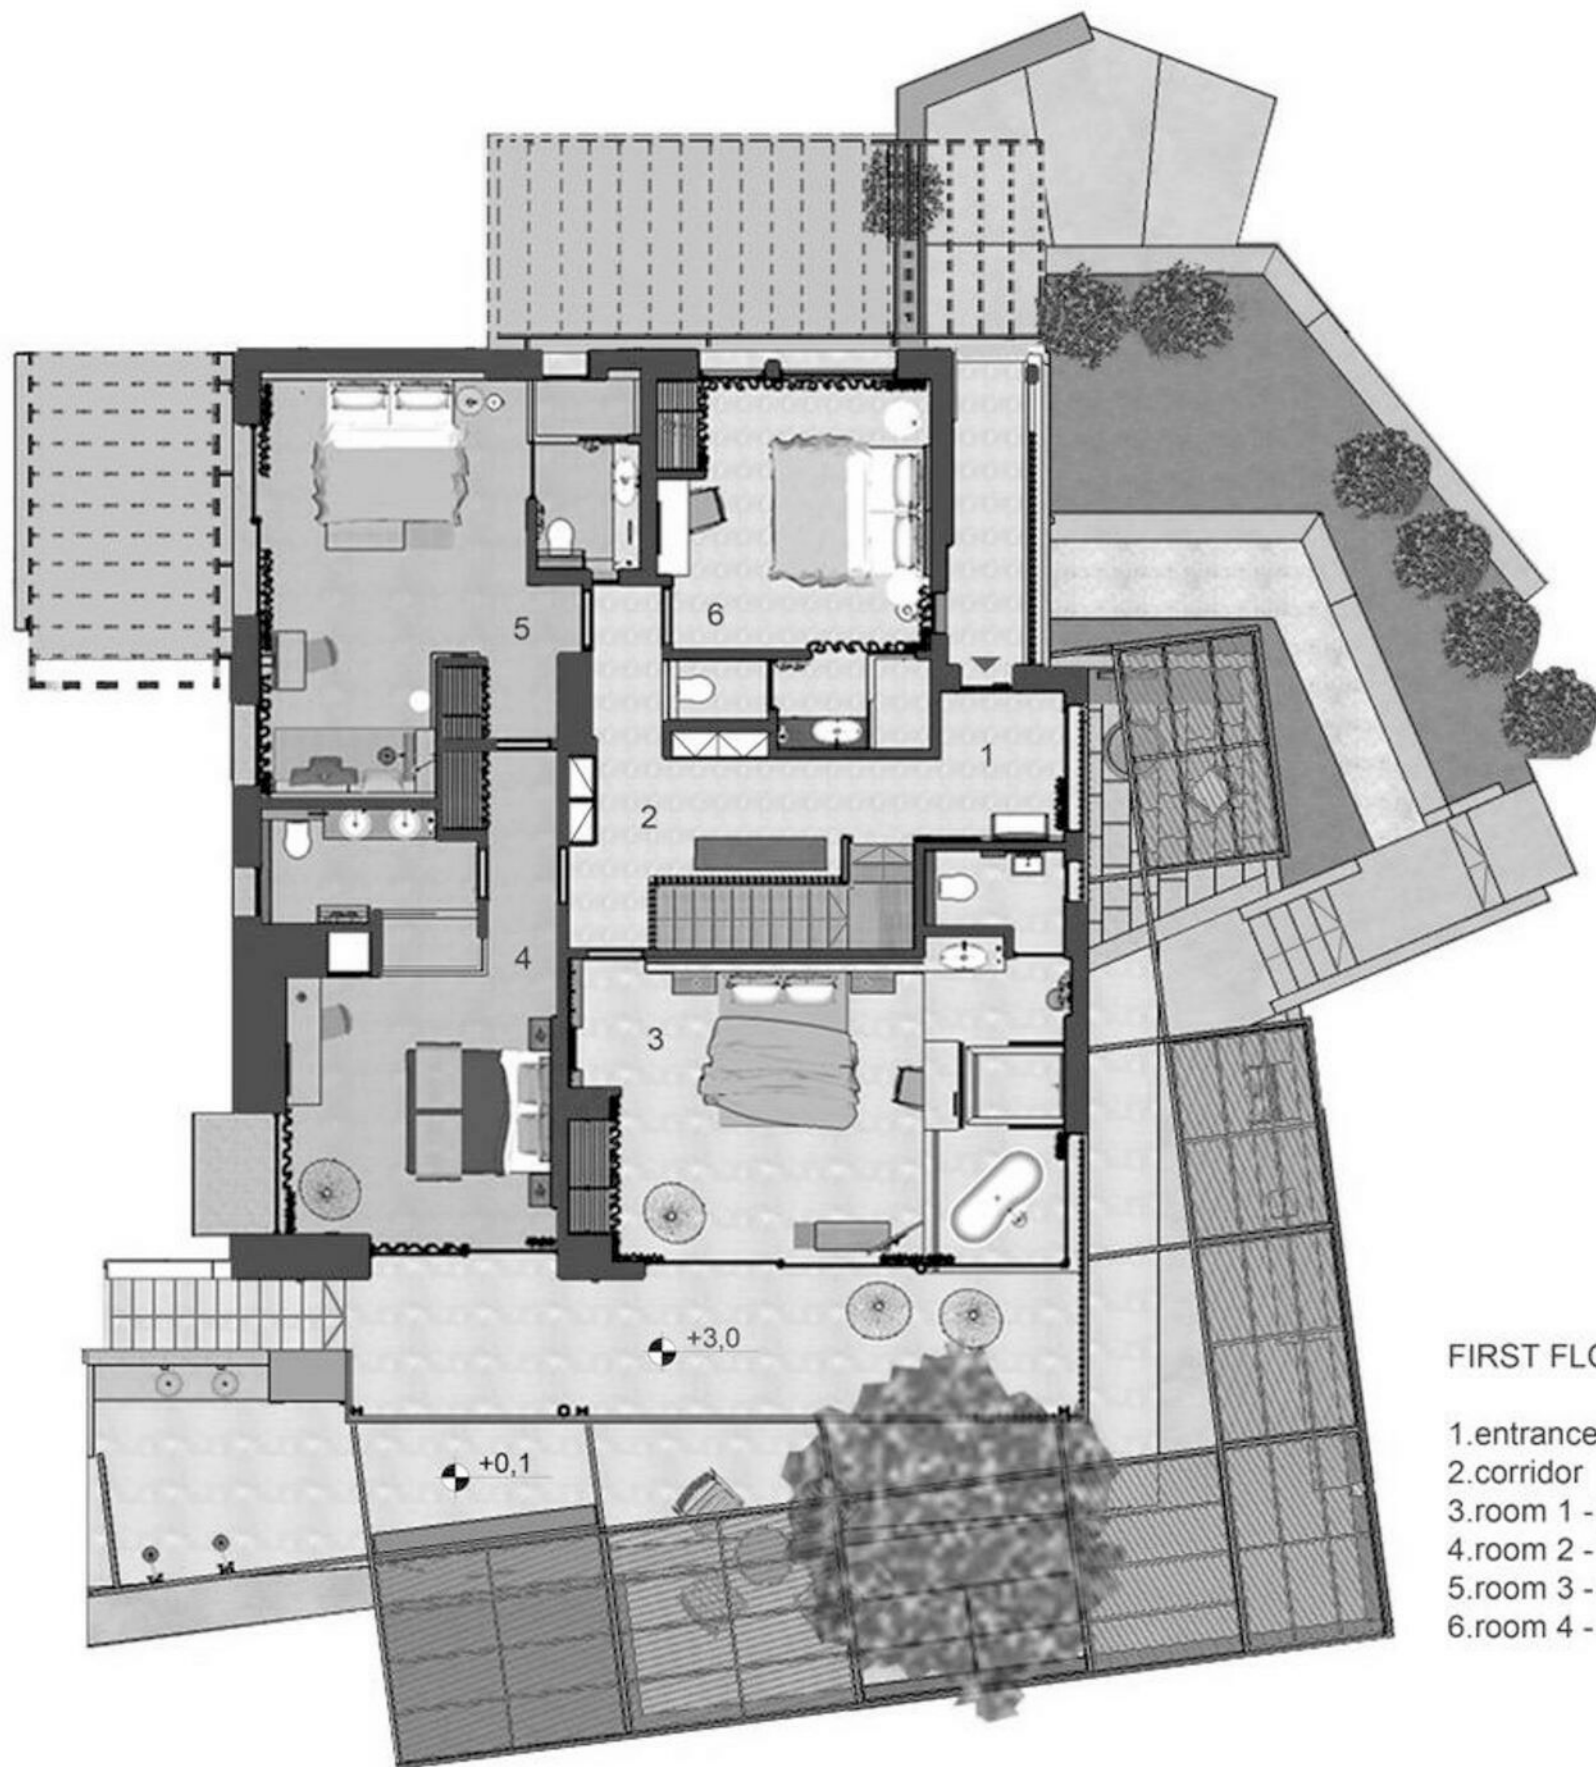 5
6
1
2
4
3
+3,0
+0,1
FIRST
1.entrance
2.corridor
3.room 1 -
4.room 2 -
5.room 3 -
6.room 4 -